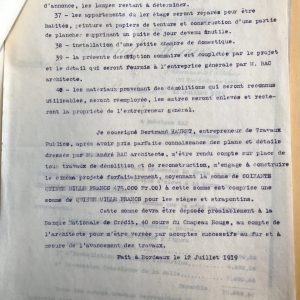 d'annonce, les lampes restant à déterminer.
37 - les appartements du 1er étage seront réparés pour être
habités, peinture et papiers de tenture et construction d'une partie
de plancher supprimant un puits de jour devenu inutile.
38 - installation d'une petite chambre de domestique.
39 - la présente description sommaire est complétée par le projet
et le détail qui seront fournis à l'entreprise générale par M. RAC
architecte.
40 - les matériaux provenant des démolitions qui seront reconnus
utilisables, seront réemployés, les autres seront enlevés et reste-
ront la propriété de l'entrepreneur général.
Je soussigné Bertrand, entrepreneur de Travaux
Publics, après avoir pris parfaite connaissance des plans et détails
dressés par Mr André RAC architecte, m'être rendu compte sur place de
tous travaux de démolition et de reconstruction, m'engage à construire
le cinéma projeté forfaitairement, moyennant la somme de SOIXANTE
QUINZE MILLE FRANCS (75.000 Fr.00) à cette somme est comprise une
somme de QUINZE MILLE FRANCS pour les sièges et strapontins.
Cette somme devra être déposée préalablement à la
Banque Nationale de Crédit, 40 cours du Chapeau Rouge, au compte de
l'architecte pour m'être versée par acomptes successifs au fur et à
mesure de l'avancement des travaux.
Fait à Bordeaux le 12 Juillet 1919